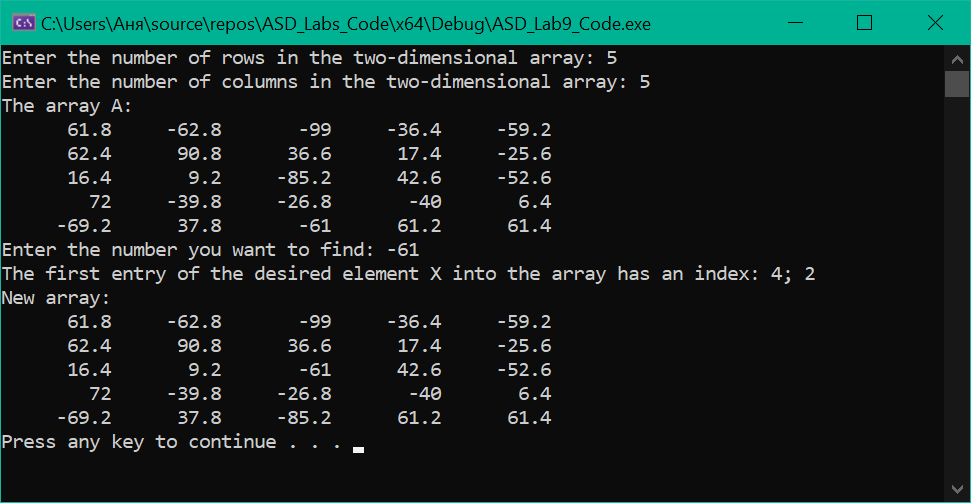 C:\Users\Аня\source\repos\ASD_Labs_Code\x64\Debug\ASD_Lab9_Code.exe
Enter the number of rows in the two-dimensional array: 5
Enter the number of columns in the two-dimensional array: 5
The array A:
61.8 -62.8 -99 -36.4 -59.2
62.4 90.8 36.6 17.4 -25.6
16.4 9.2 -85.2 42.6 -52.6
72 -39.8 -26.8 -40 6.4
-69.2 37.8 -61 61.2 61.4
Enter the number you want to find: -61
The first entry of the desired element X into the array has an index: 4; 2
New array:
61.8 -62.8 -99 -36.4 -59.2
62.4 90.8 36.6 17.4 -25.6
16.4 9.2 -61 42.6 -52.6
72 -39.8 -26.8 -40 6.4
-69.2 37.8 -85.2 61.2 61.4
Press any key to continue . . .